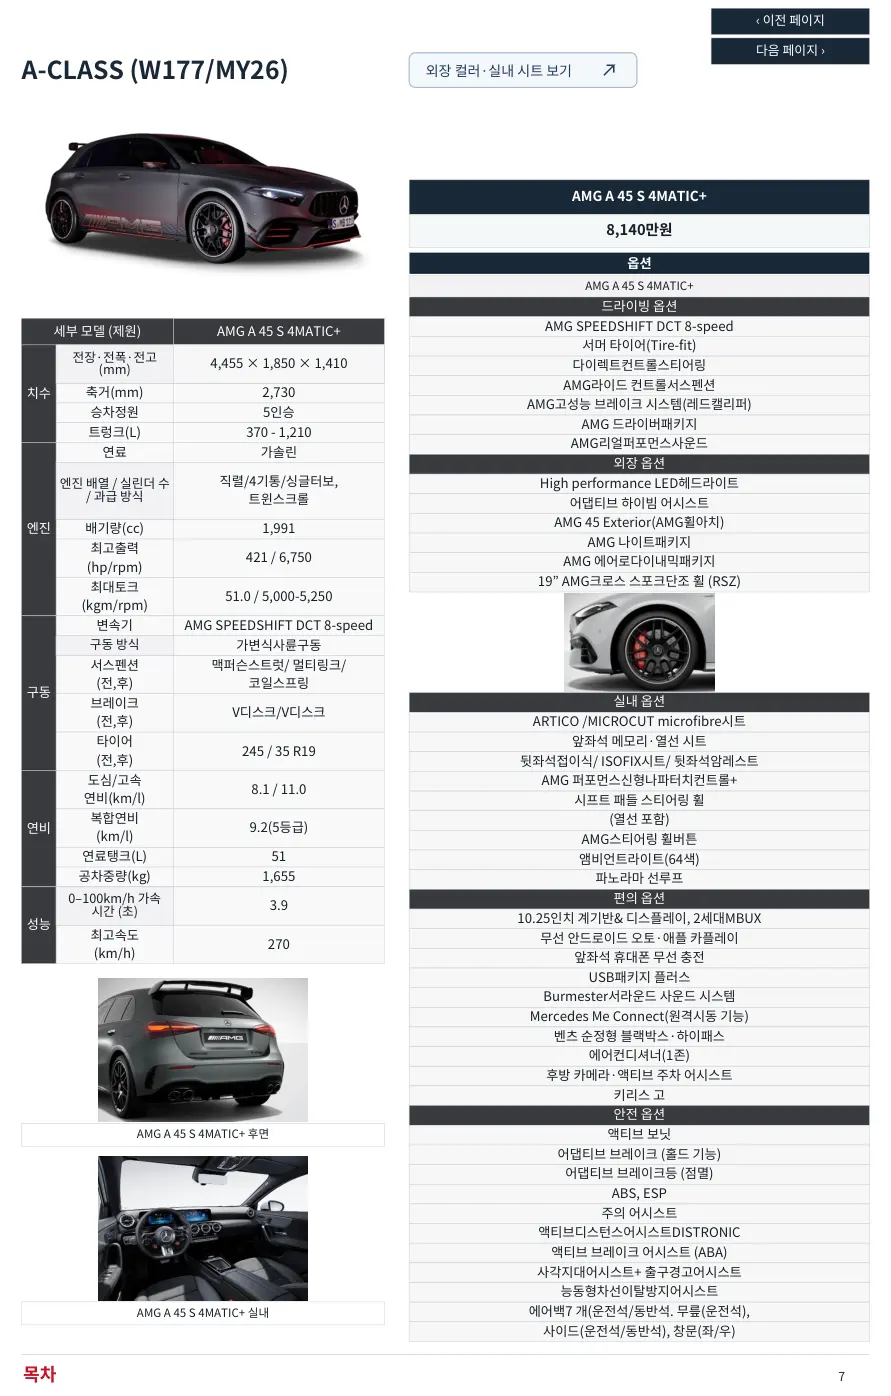 ‹ 이전 페이지
다음 페이지 ›
A-CLASS (W177/MY26)
외장 컬러·실내 시트 보기
세부 모델 (제원) AMG A 45 S 4MATIC+
치수
전장·전폭·전고
(mm)
4,455 × 1,850 × 1,410
축거(mm) 2,730
승차정원 5인승
트렁크(L) 370 - 1,210
엔진
연료 가솔린
엔진 배열 / 실린더 수
/ 과급 방식
직렬/4기통/싱글터보,
트윈스크롤
배기량(cc) 1,991
최고출력
(hp/rpm)
421 / 6,750
최대토크
(kgm/rpm)
51.0 / 5,000-5,250
구동
변속기 AMG SPEEDSHIFT DCT 8-speed
구동 방식 가변식사륜구동
서스펜션
(전,후)
맥퍼슨스트럿/ 멀티링크/
코일스프링
브레이크
(전,후)
V디스크/V디스크
타이어
(전,후)
245 / 35 R19
연비
도심/고속
연비(km/l)
8.1 / 11.0
복합연비
(km/l)
9.2(5등급)
연료탱크(L) 51
공차중량(kg) 1,655
성능
0–100km/h 가속
시간 (초)
3.9
최고속도
(km/h)
270
AMG
AMG A 45 S 4MATIC+ 후면
AMG A 45 S 4MATIC+ 실내
AMG A 45 S 4MATIC+
8,140만원
옵션
AMG A 45 S 4MATIC+
드라이빙 옵션
AMG SPEEDSHIFT DCT 8-speed
서머 타이어(Tire-fit)
다이렉트컨트롤스티어링
AMG라이드 컨트롤서스펜션
AMG고성능 브레이크 시스템(레드캘리퍼)
AMG 드라이버패키지
AMG리얼퍼포먼스사운드
외장 옵션
High performance LED헤드라이트
어댑티브 하이빔 어시스트
AMG 45 Exterior(AMG휠아치)
AMG 나이트패키지
AMG 에어로다이내믹패키지
19” AMG크로스 스포크단조 휠 (RSZ)
실내 옵션
ARTICO /MICROCUT microfibre시트
앞좌석 메모리·열선 시트
뒷좌석접이식/ ISOFIX시트/ 뒷좌석암레스트
AMG 퍼포먼스신형나파터치컨트롤+
시프트 패들 스티어링 휠
(열선 포함)
AMG스티어링 휠버튼
앰비언트라이트(64색)
파노라마 선루프
편의 옵션
10.25인치 계기반& 디스플레이, 2세대MBUX
무선 안드로이드 오토·애플 카플레이
앞좌석 휴대폰 무선 충전
USB패키지 플러스
Burmester서라운드 사운드 시스템
Mercedes Me Connect(원격시동 기능)
벤츠 순정형 블랙박스·하이패스
에어컨디셔너(1존)
후방 카메라·액티브 주차 어시스트
키리스 고
안전 옵션
액티브 보닛
어댑티브 브레이크 (홀드 기능)
어댑티브 브레이크등 (점멸)
ABS, ESP
주의 어시스트
액티브디스턴스어시스트DISTRONIC
액티브 브레이크 어시스트 (ABA)
사각지대어시스트+ 출구경고어시스트
능동형차선이탈방지어시스트
에어백7 개(운전석/동반석. 무릎(운전석),
사이드(운전석/동반석), 창문(좌/우)
목차
7